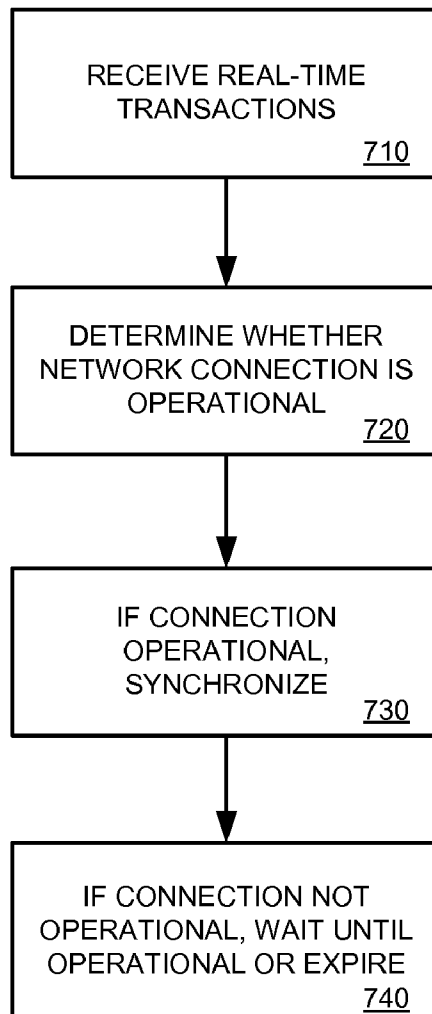 RECEIVE REAL-TIME
TRANSACTIONS
710
DETERMINE WHETHER
NETWORK CONNECTION IS
OPERATIONAL
720
IF CONNECTION
OPERATIONAL,
SYNCHRONIZE
730
IF CONNECTION NOT
OPERATIONAL, WAIT UNTIL
OPERATIONAL OR EXPIRE
740